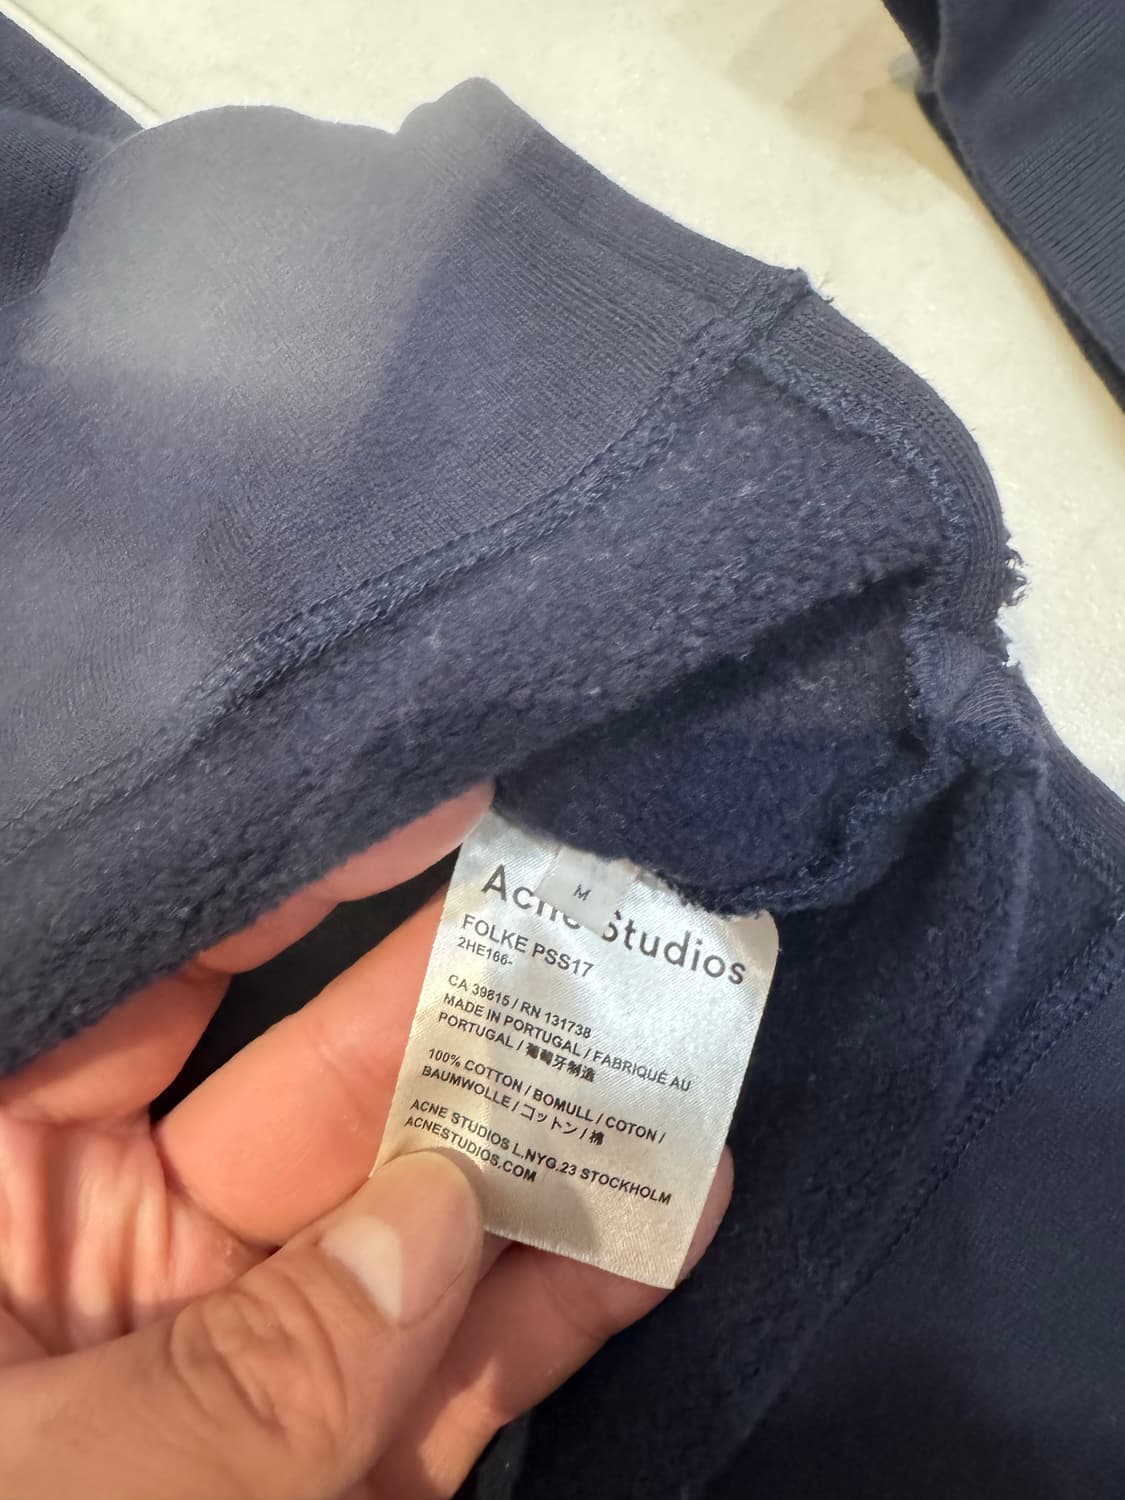 M
Acne Studios
FOLKE PSS17
2HE166-
CA 39815 / RN 131738
MADE IN PORTUGAL / FABRIQUÉ AU
PORTUGAL / 葡萄牙制造
100% COTTON / BOMULL / COTON /
BAUMWOLLE / コットン / 棉
ACNE STUDIOS L.NYG.23 STOCKHOLM
ACNESTUDIOS.COM